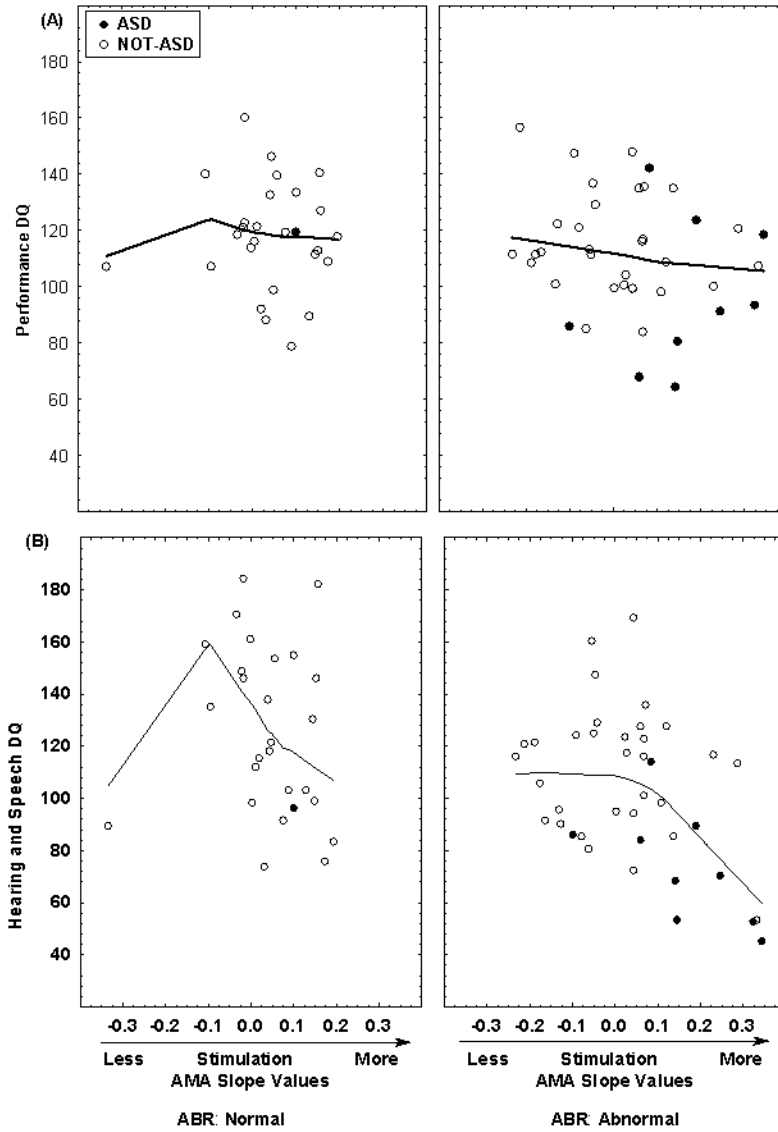 (A)
ASD
NOT-ASD
Performance DQ
180
160
140
120
100
80
60
40
(B)
Hearing and Speech DQ
180
160
140
120
100
80
60
40
-0.3 -0.2 -0.1 0.0 0.1 0.2 0.3
Less Stimulation More
AMA Slope Values
ABR: Normal
-0.3 -0.2 -0.1 0.0 0.1 0.2 0.3
Less Stimulation More
AMA Slope Values
ABR: Abnormal